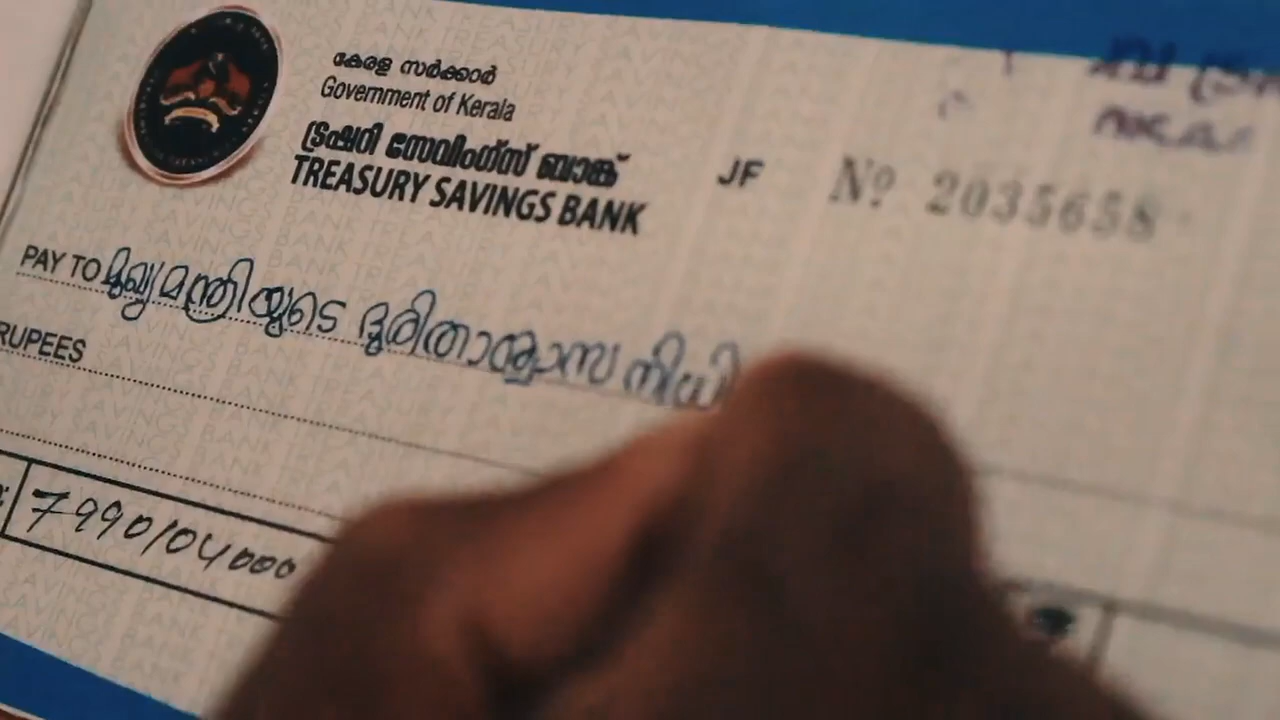 കേരള സർക്കാർ
Government of Kerala
ട്രഷറി സേവിംഗ്സ് ബാങ്ക്
TREASURY SAVINGS BANK
JF No 2035658
PAY TO മുഖ്യമന്ത്രിയുടെ ദുരിതാശ്വാസ നിധി
RUPEES
7990/04000